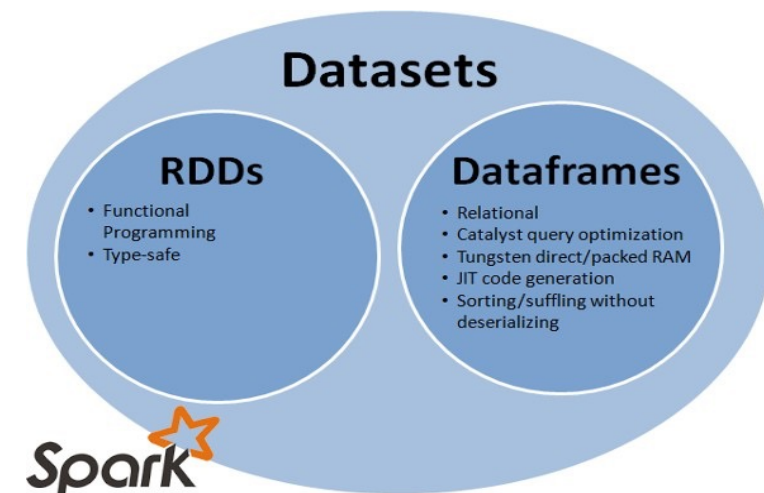 Datasets
RDDs
• Functional
Programming
• Type-safe
Dataframes
• Relational
• Catalyst query optimization
• Tungsten direct/packed RAM
• JIT code generation
• Sorting/suffling without
deserializing
Spark